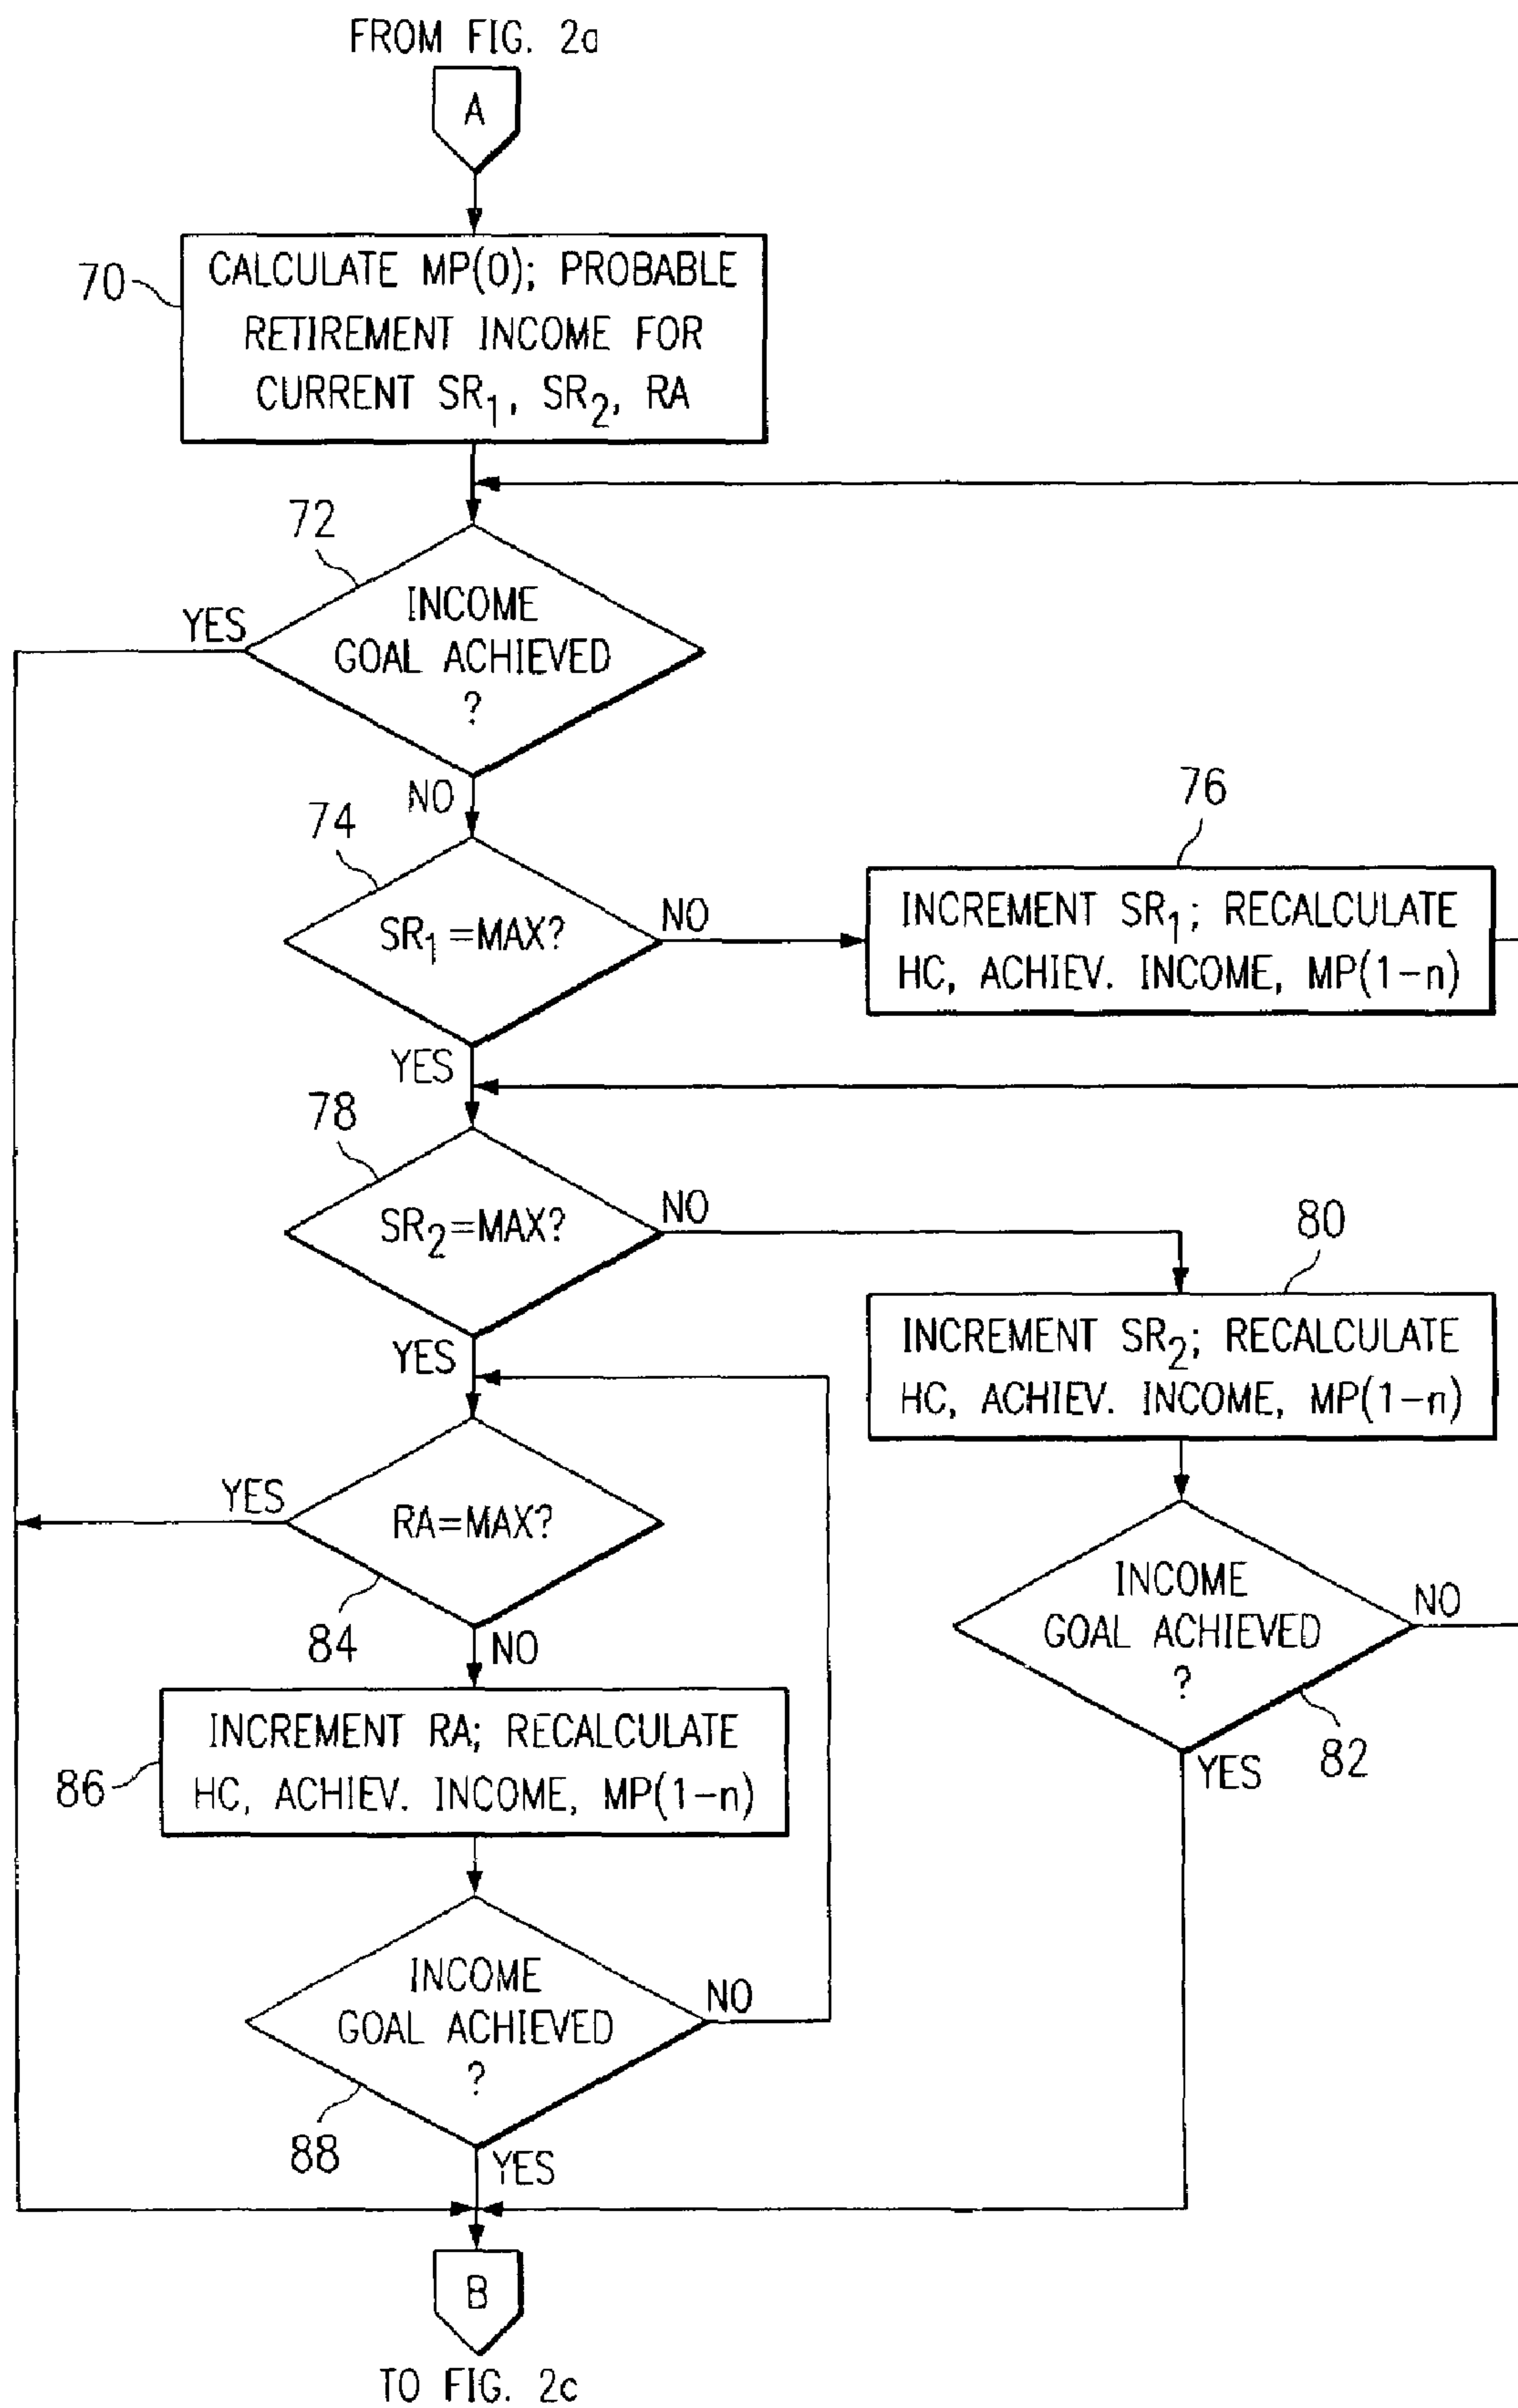 FROM FIG. 2a
A
70
CALCULATE MP(0); PROBABLE
RETIREMENT INCOME FOR
CURRENT SR1, SR2, RA
72
INCOME
GOAL ACHIEVED
?
YES
NO
74
SR1=MAX?
NO
76
INCREMENT SR1; RECALCULATE
HC, ACHIEV. INCOME, MP(1-n)
YES
78
SR2=MAX?
NO
80
INCREMENT SR2; RECALCULATE
HC, ACHIEV. INCOME, MP(1-n)
YES
YES
RA=MAX?
84
NO
INCOME
GOAL ACHIEVED
?
NO
82
YES
86
INCREMENT RA; RECALCULATE
HC, ACHIEV. INCOME, MP(1-n)
INCOME
GOAL ACHIEVED
?
NO
88
YES
B
TO FIG. 2c